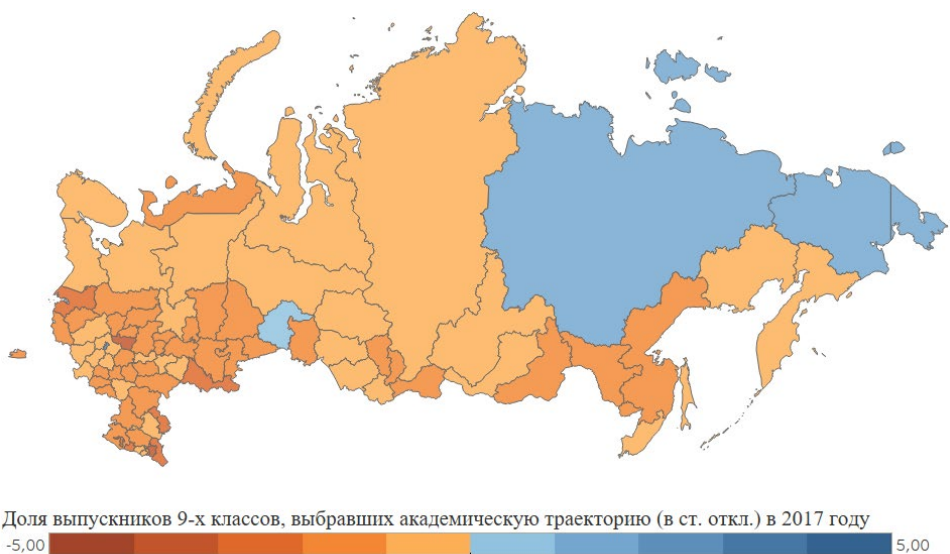 Доля выпускников 9-х классов, выбравших академическую траекторию (в ст. откл.) в 2017 году
-5,00 5,00